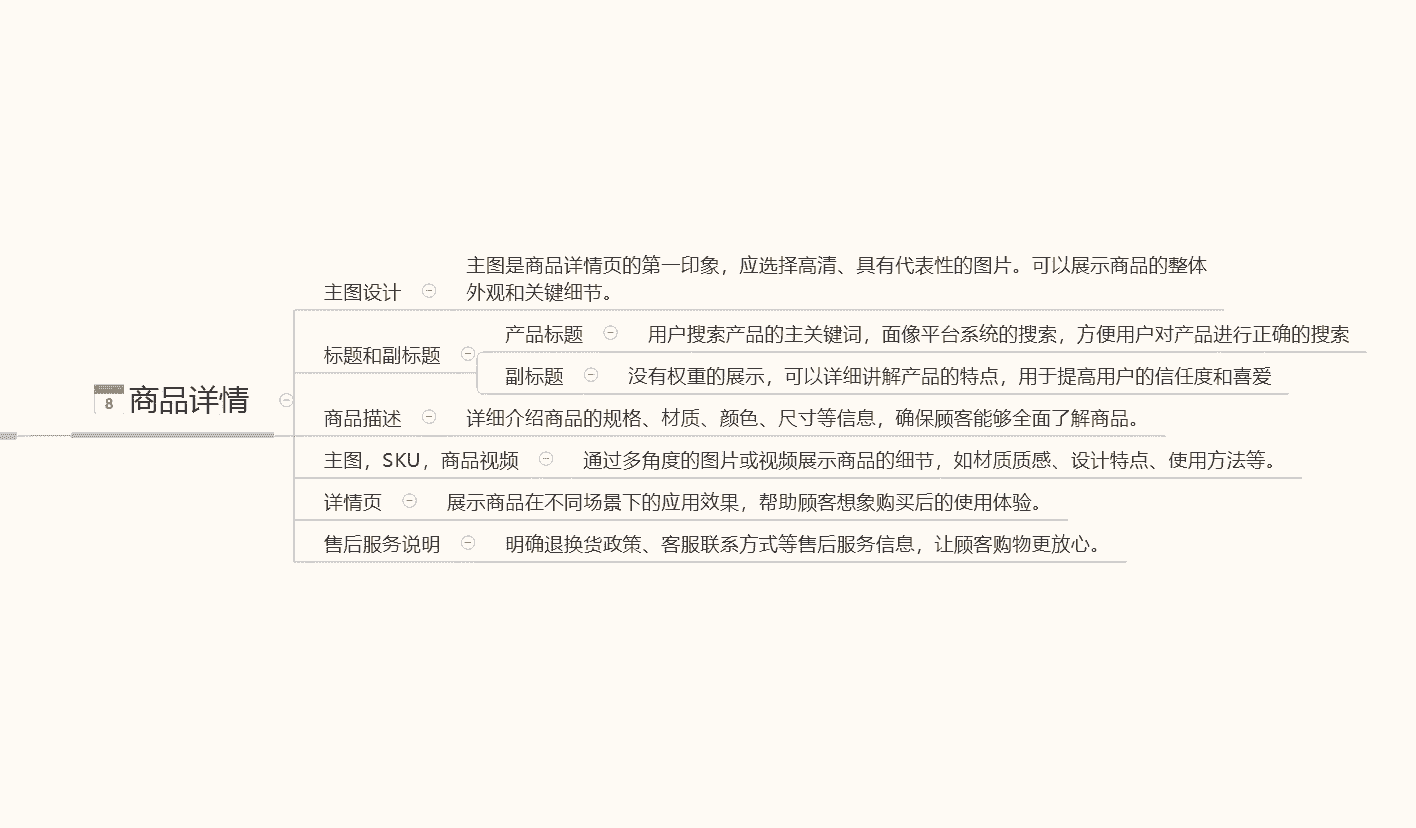 8
商品详情
主图设计
主图是商品详情页的第一印象，应选择高清、具有代表性的图片。可以展示商品的整体
外观和关键细节。
标题和副标题
产品标题
用户搜索产品的主关键词，面像平台系统的搜索，方便用户对产品进行正确的搜索
副标题
没有权重的展示，可以详细讲解产品的特点，用于提高用户的信任度和喜爱
商品描述
详细介绍商品的规格、材质、颜色、尺寸等信息，确保顾客能够全面了解商品。
主图，SKU，商品视频
通过多角度的图片或视频展示商品的细节，如材质质感、设计特点、使用方法等。
详情页
展示商品在不同场景下的应用效果，帮助顾客想象购买后的使用体验。
售后服务说明
明确退换货政策、客服联系方式等售后服务信息，让顾客购物更放心。